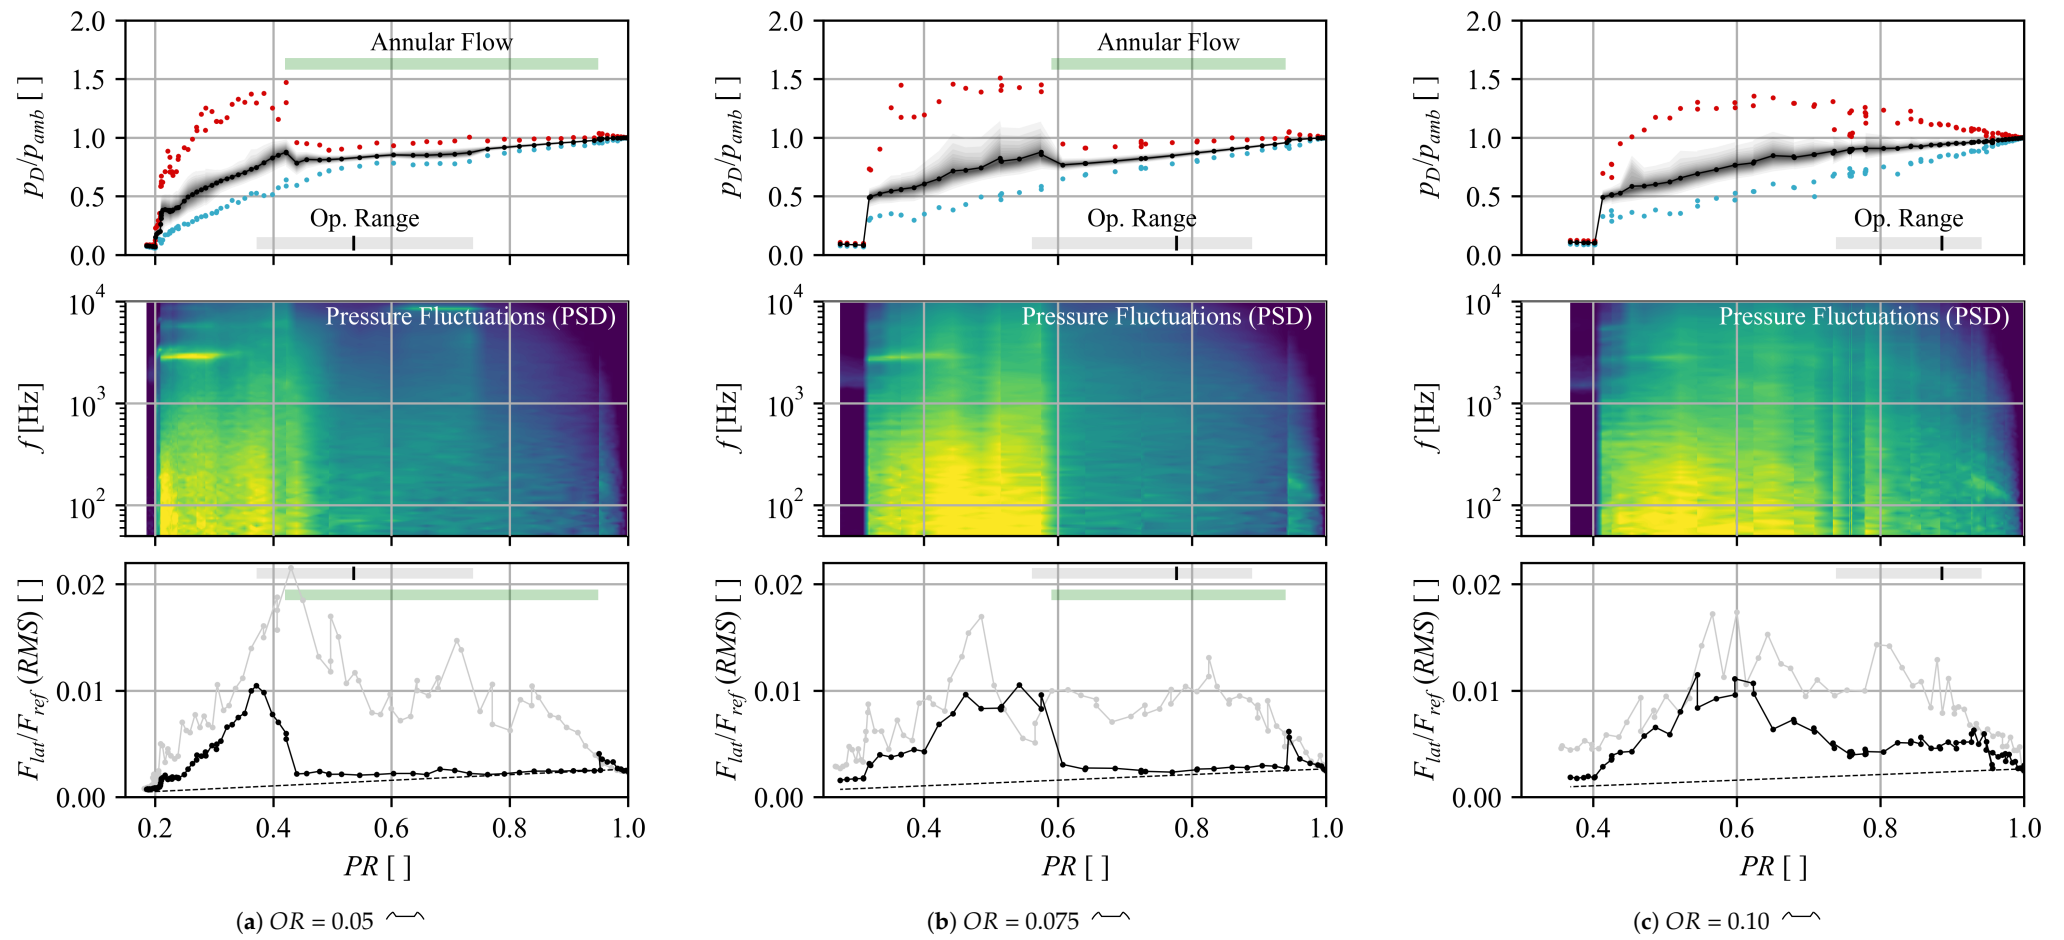 2.0
1.5
1.0
0.5
0.0
p_D/p_amb [ ]
Annular Flow
Op. Range
2.0
1.5
1.0
0.5
0.0
p_D/p_amb [ ]
Annular Flow
Op. Range
2.0
1.5
1.0
0.5
0.0
p_D/p_amb [ ]
Op. Range
10^4
10^3
10^2
f [Hz]
Pressure Fluctuations (PSD)
10^4
10^3
10^2
f [Hz]
Pressure Fluctuations (PSD)
10^4
10^3
10^2
f [Hz]
Pressure Fluctuations (PSD)
0.02
0.01
0.00
F_lat/F_ref (RMS) [ ]
0.2 0.4 0.6 0.8 1.0
PR [ ]
0.02
0.01
0.00
F_lat/F_ref (RMS) [ ]
0.4 0.6 0.8 1.0
PR [ ]
0.02
0.01
0.00
F_lat/F_ref (RMS) [ ]
0.4 0.6 0.8 1.0
PR [ ]
(a) OR = 0.05
(b) OR = 0.075
(c) OR = 0.10